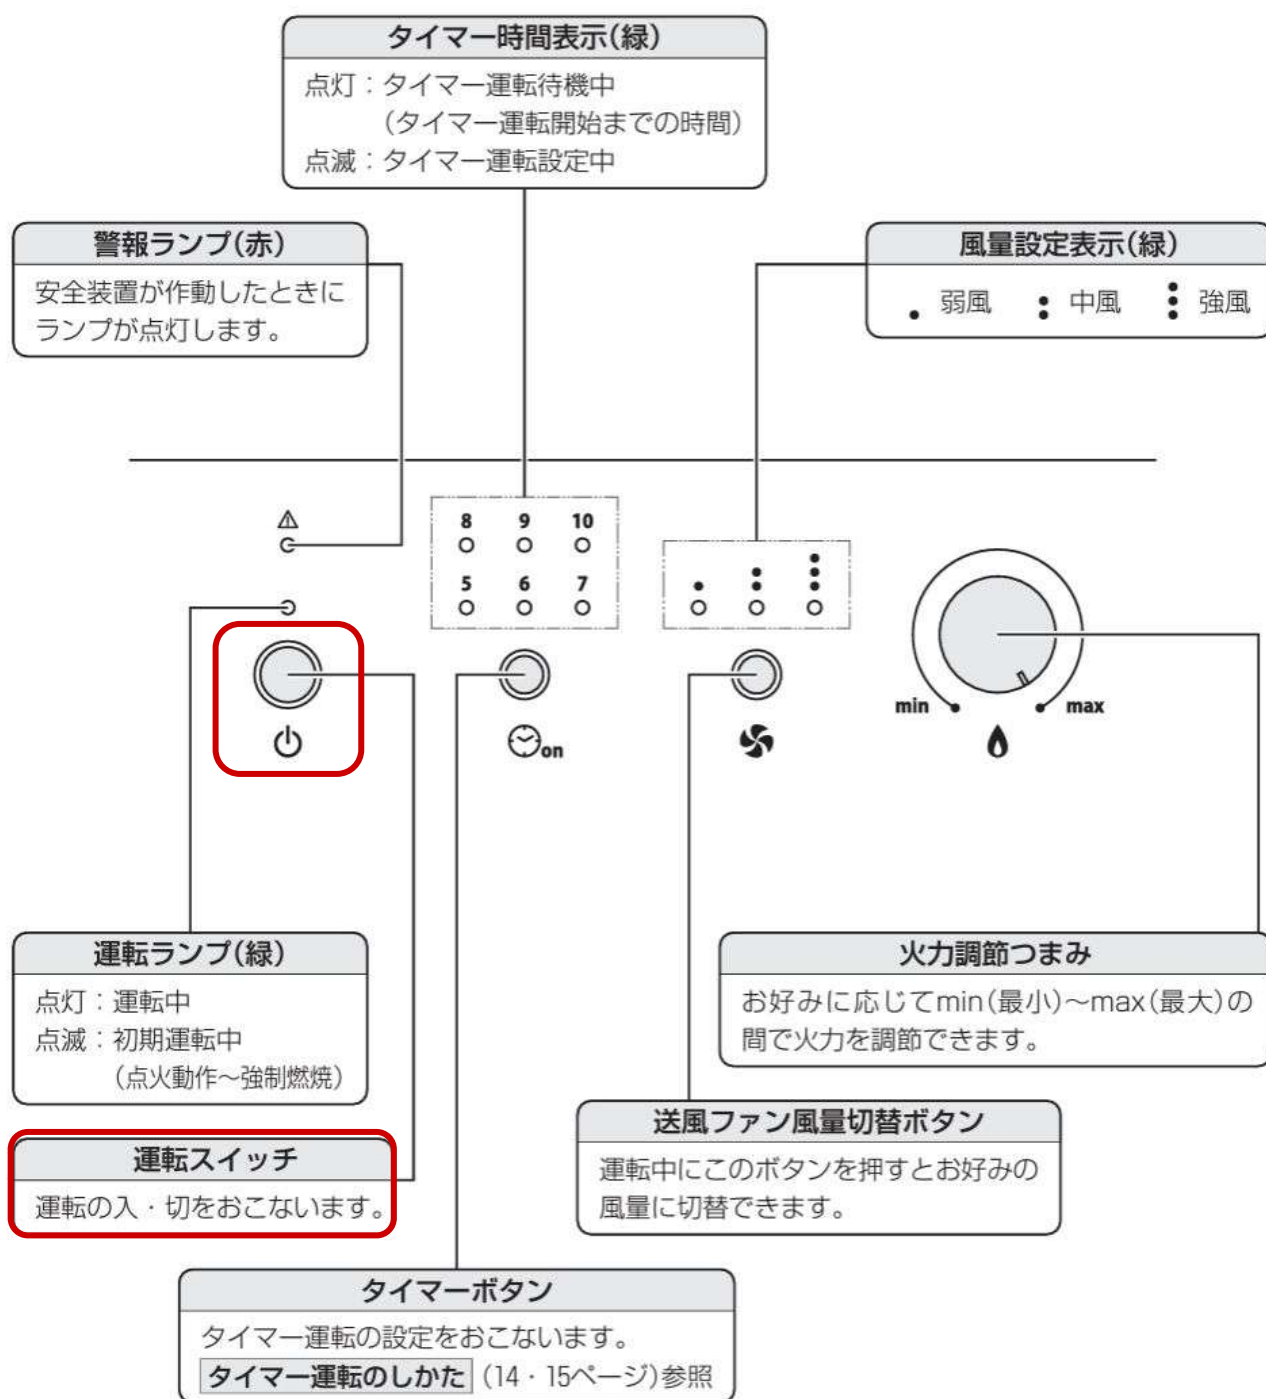 タイマー時間表示(緑)
点灯：タイマー運転待機中
(タイマー運転開始までの時間)
点滅：タイマー運転設定中
警報ランプ(赤)
安全装置が作動したときに
ランプが点灯します。
風量設定表示(緑)
弱風 中風 強風
8 9 10
5 6 7
min max
on
運転ランプ(緑)
点灯：運転中
点滅：初期運転中
(点火動作～強制燃焼)
火力調節つまみ
お好みに応じてmin(最小)～max(最大)の
間で火力を調節できます。
運転スイッチ
運転の入・切をおこないます。
送風ファン風量切替ボタン
運転中にこのボタンを押すとお好みの
風量に切替できます。
タイマーボタン
タイマー運転の設定をおこないます。
タイマー運転のしかた (14・15ページ)参照